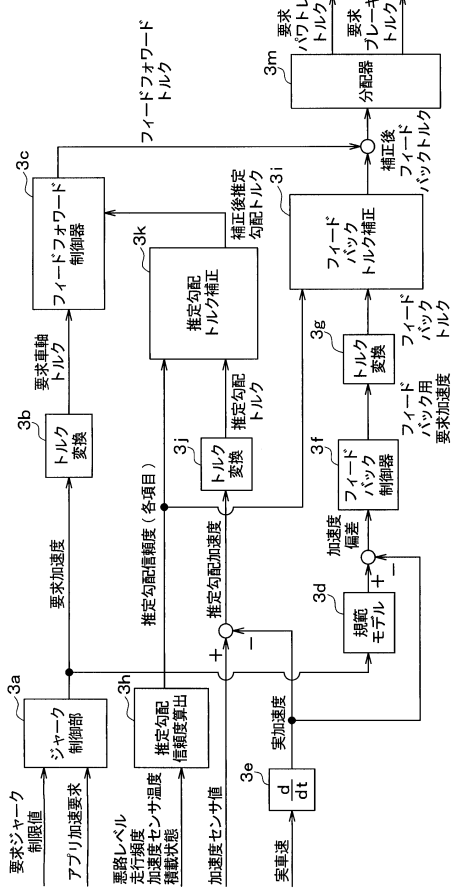 要求ジャーク
制限値
アプリ加速要求
3a
ジャーク
制御部
要求加速度
3b
トルク
変換
要求車軸
トルク
3c
フィードフォワード
制御器
フィードフォワード
トルク
悪路レベル
走行頻度
加速度センサ温度
積載状態
3h
推定勾配
信頼度算出
推定勾配信頼度(各項目)
3k
推定勾配
トルク補正
補正後推定
勾配トルク
加速度センサ値
+
−
推定勾配加速度
3j
トルク
変換
推定勾配
トルク
実車速
3e
d
dt
実加速度
3d
規範
モデル
+
−
加速度
偏差
3f
フィード
バック
制御器
フィード
バック用
要求加速度
3g
トルク
変換
フィード
バック
トルク
3i
フィード
バック
トルク補正
補正後
フィード
バックトルク
3m
分配器
要求
パワトレ
トルク
要求
ブレーキ
トルク